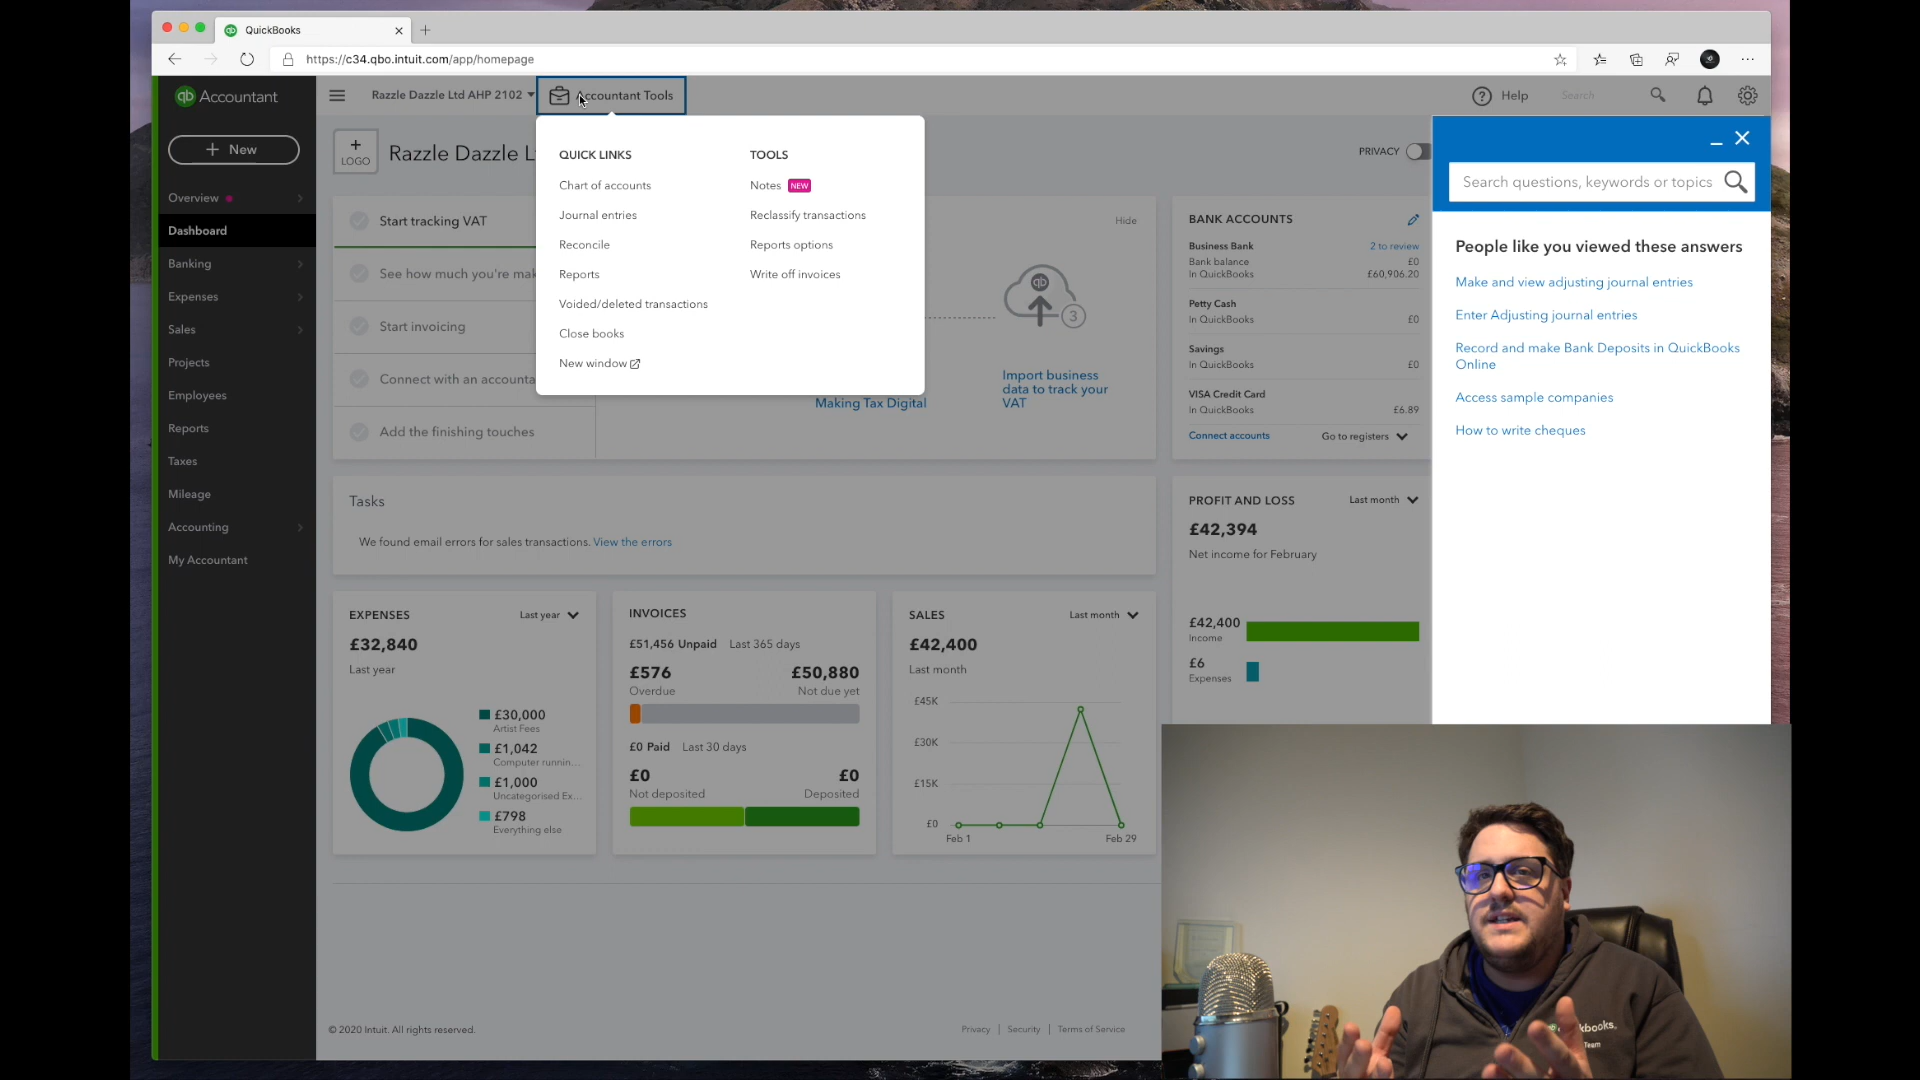 QuickBooks
https://c34.qbo.intuit.com/app/homepage
qb Accountant
Razzle Dazzle Ltd AHP 2102
Accountant Tools
Help
Search
+ New
Overview
Dashboard
Banking
Expenses
Sales
Projects
Employees
Reports
Taxes
Mileage
Accounting
My Accountant
+
LOGO
Razzle Dazzle L
PRIVACY
QUICK LINKS
Chart of accounts
Journal entries
Reconcile
Reports
Voided/deleted transactions
Close books
New window
TOOLS
Notes NEW
Reclassify transactions
Reports options
Write off invoices
Start tracking VAT
See how much you're mak
Start invoicing
Connect with an accounta
Add the finishing touches
Hide
qb
3
Making Tax Digital
Import business
data to track your
VAT
BANK ACCOUNTS
Business Bank 2 to review
Bank balance £0
In QuickBooks £60,906.20
Petty Cash
In QuickBooks £0
Savings
In QuickBooks £0
VISA Credit Card
In QuickBooks £6.89
Connect accounts Go to registers
Search questions, keywords or topics
People like you viewed these answers
Make and view adjusting journal entries
Enter Adjusting journal entries
Record and make Bank Deposits in QuickBooks
Online
Access sample companies
How to write cheques
Tasks
We found email errors for sales transactions. View the errors
PROFIT AND LOSS Last month
£42,394
Net income for February
£42,400
Income
£6
Expenses
EXPENSES Last year
£32,840
Last year
£30,000
Artist Fees
£1,042
Computer runnin...
£1,000
Uncategorised Ex...
£798
Everything else
INVOICES
£51,456 Unpaid Last 365 days
£576 £50,880
Overdue Not due yet
£0 Paid Last 30 days
£0 £0
Not deposited Deposited
SALES Last month
£42,400
Last month
£45K
£30K
£15K
£0
Feb 1 Feb 29
© 2020 Intuit. All rights reserved.
Privacy | Security | Terms of Service
ckbooks.
Team